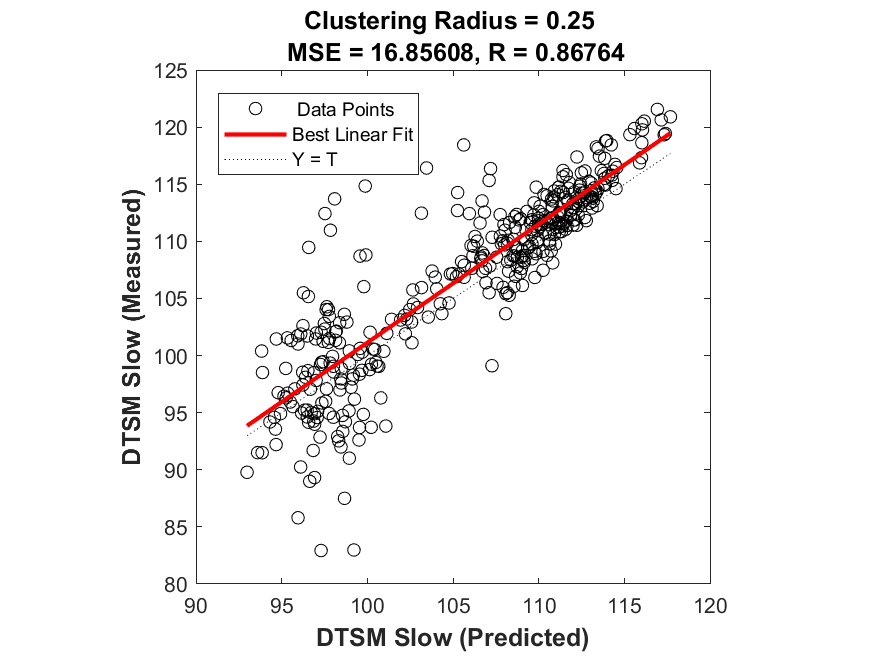 Clustering Radius = 0.25
MSE = 16.85608, R = 0.86764
125
120
115
110
105
100
95
90
85
80
DTSM Slow (Measured)
Data Points
Best Linear Fit
Y = T
90 95 100 105 110 115 120
DTSM Slow (Predicted)